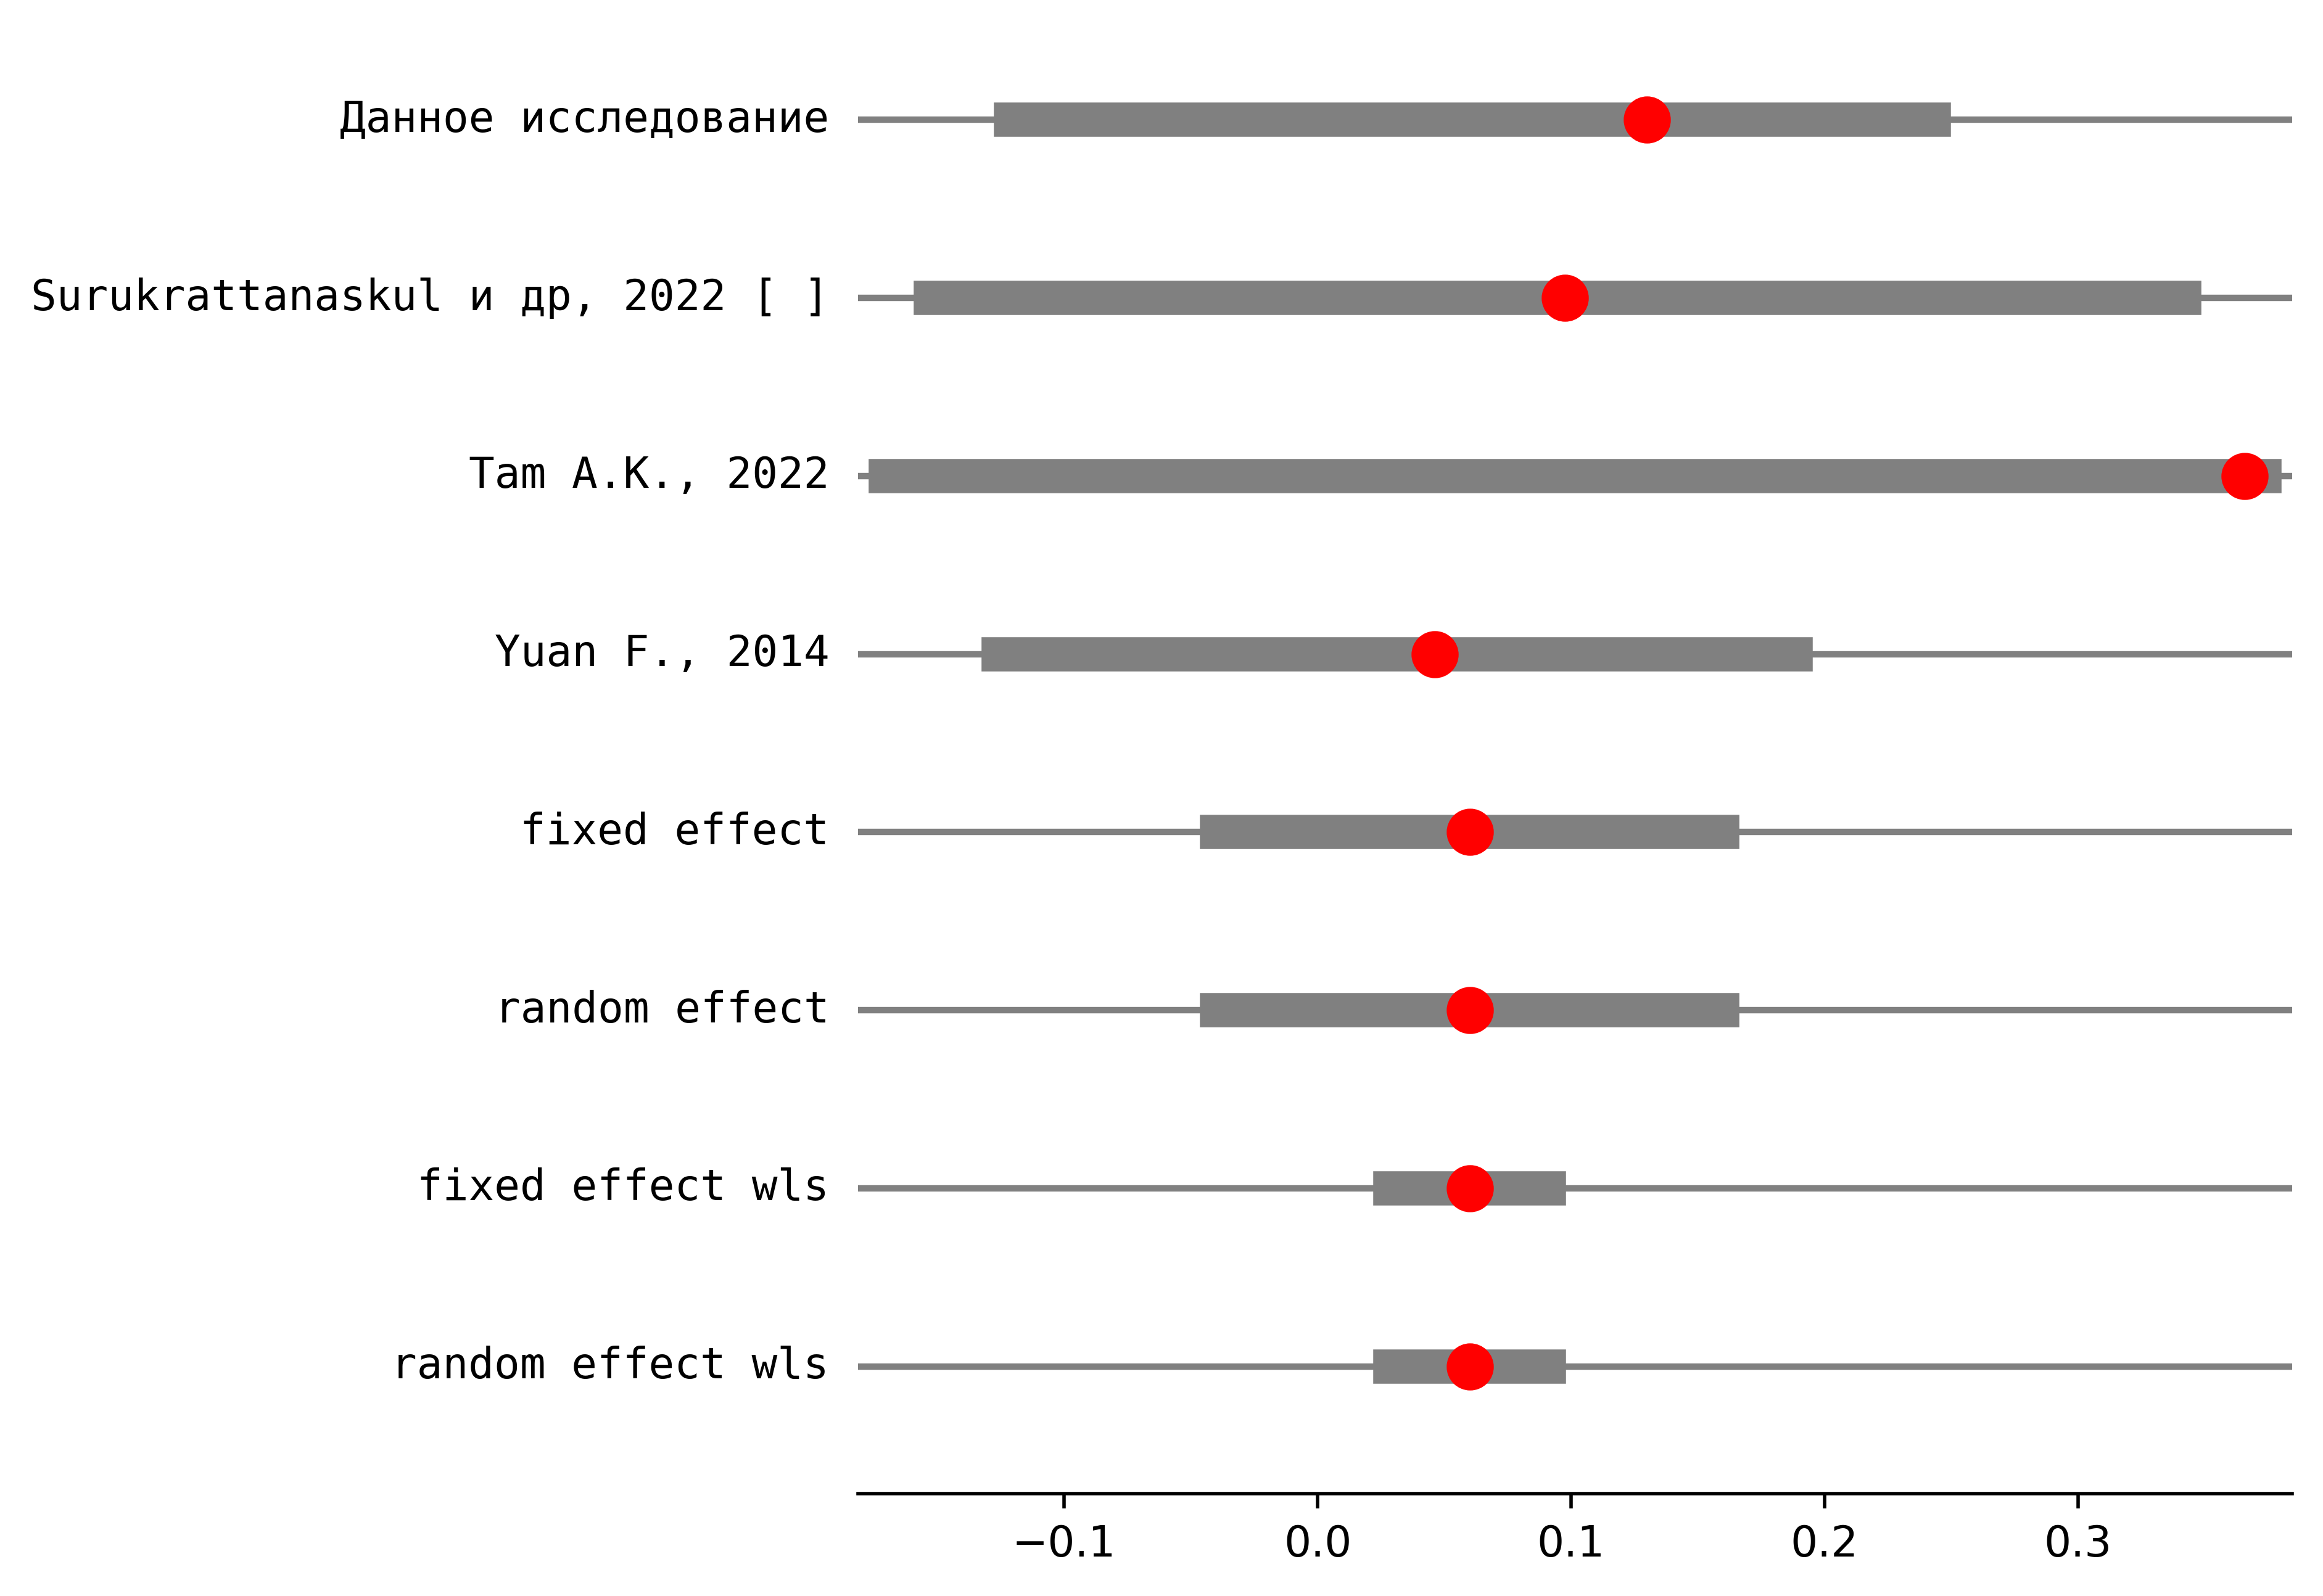 Данное исследование
Surukrattanaskul и др, 2022 [ ]
Tam A.K., 2022
Yuan F., 2014
fixed effect
random effect
fixed effect wls
random effect wls
−0.1 0.0 0.1 0.2 0.3